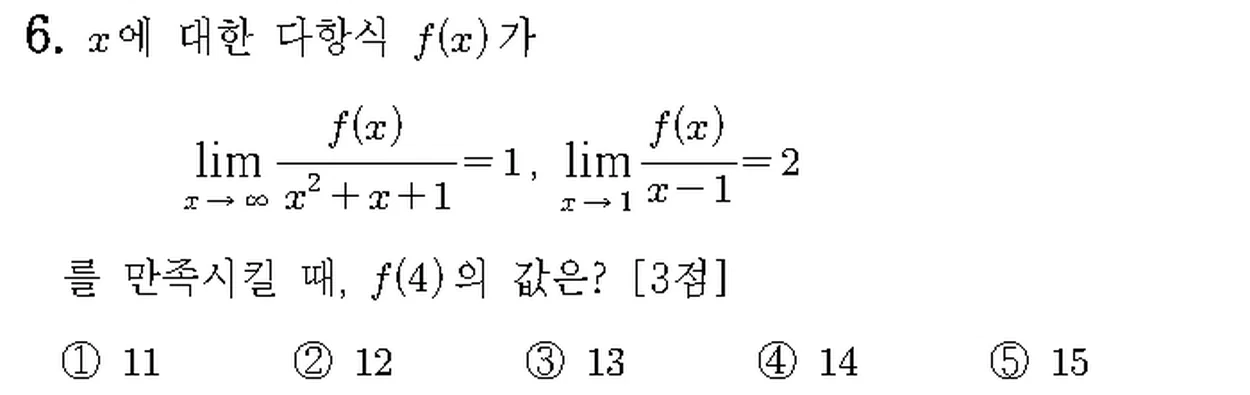 6. x에 대한 다항식 f(x)가
lim_{x→∞} f(x)/(x²+x+1) = 1, lim_{x→1} f(x)/(x−1) = 2
를 만족시킬 때, f(4)의 값은? [3점]
① 11 ② 12 ③ 13 ④ 14 ⑤ 15